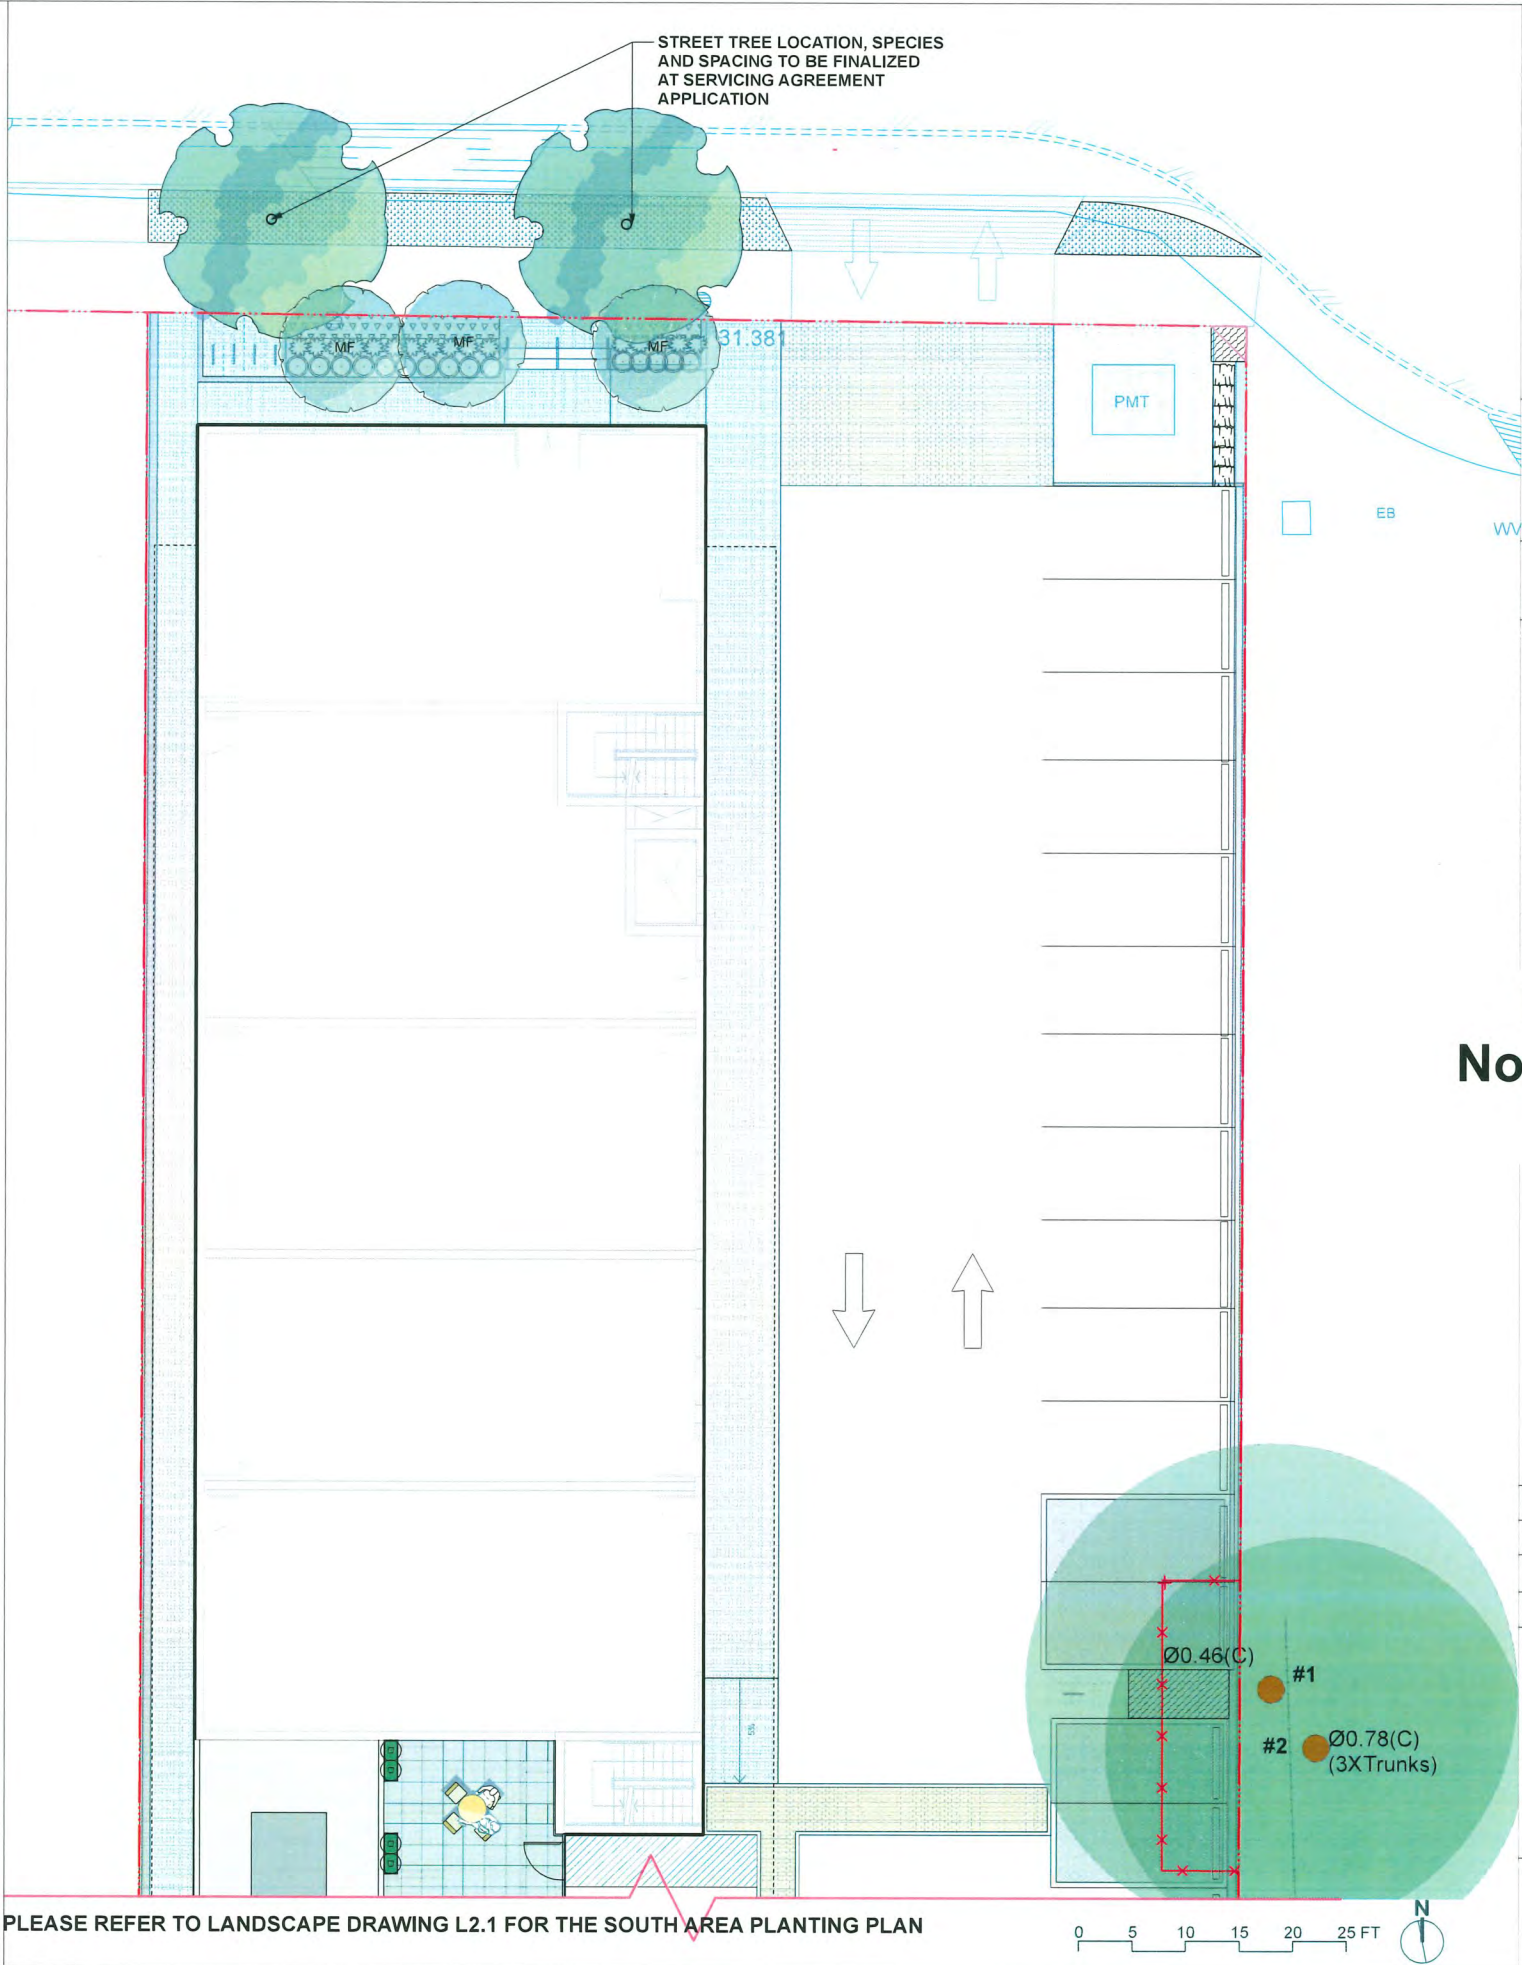 STREET TREE LOCATION, SPECIES
AND SPACING TO BE FINALIZED
AT SERVICING AGREEMENT
APPLICATION
MF
MF
MF
31.381
PMT
EB
WV
No
5%
Ø0.46(C)
#1
#2
Ø0.78(C)
(3XTrunks)
PLEASE REFER TO LANDSCAPE DRAWING L2.1 FOR THE SOUTH AREA PLANTING PLAN
0 5 10 15 20 25 FT
N